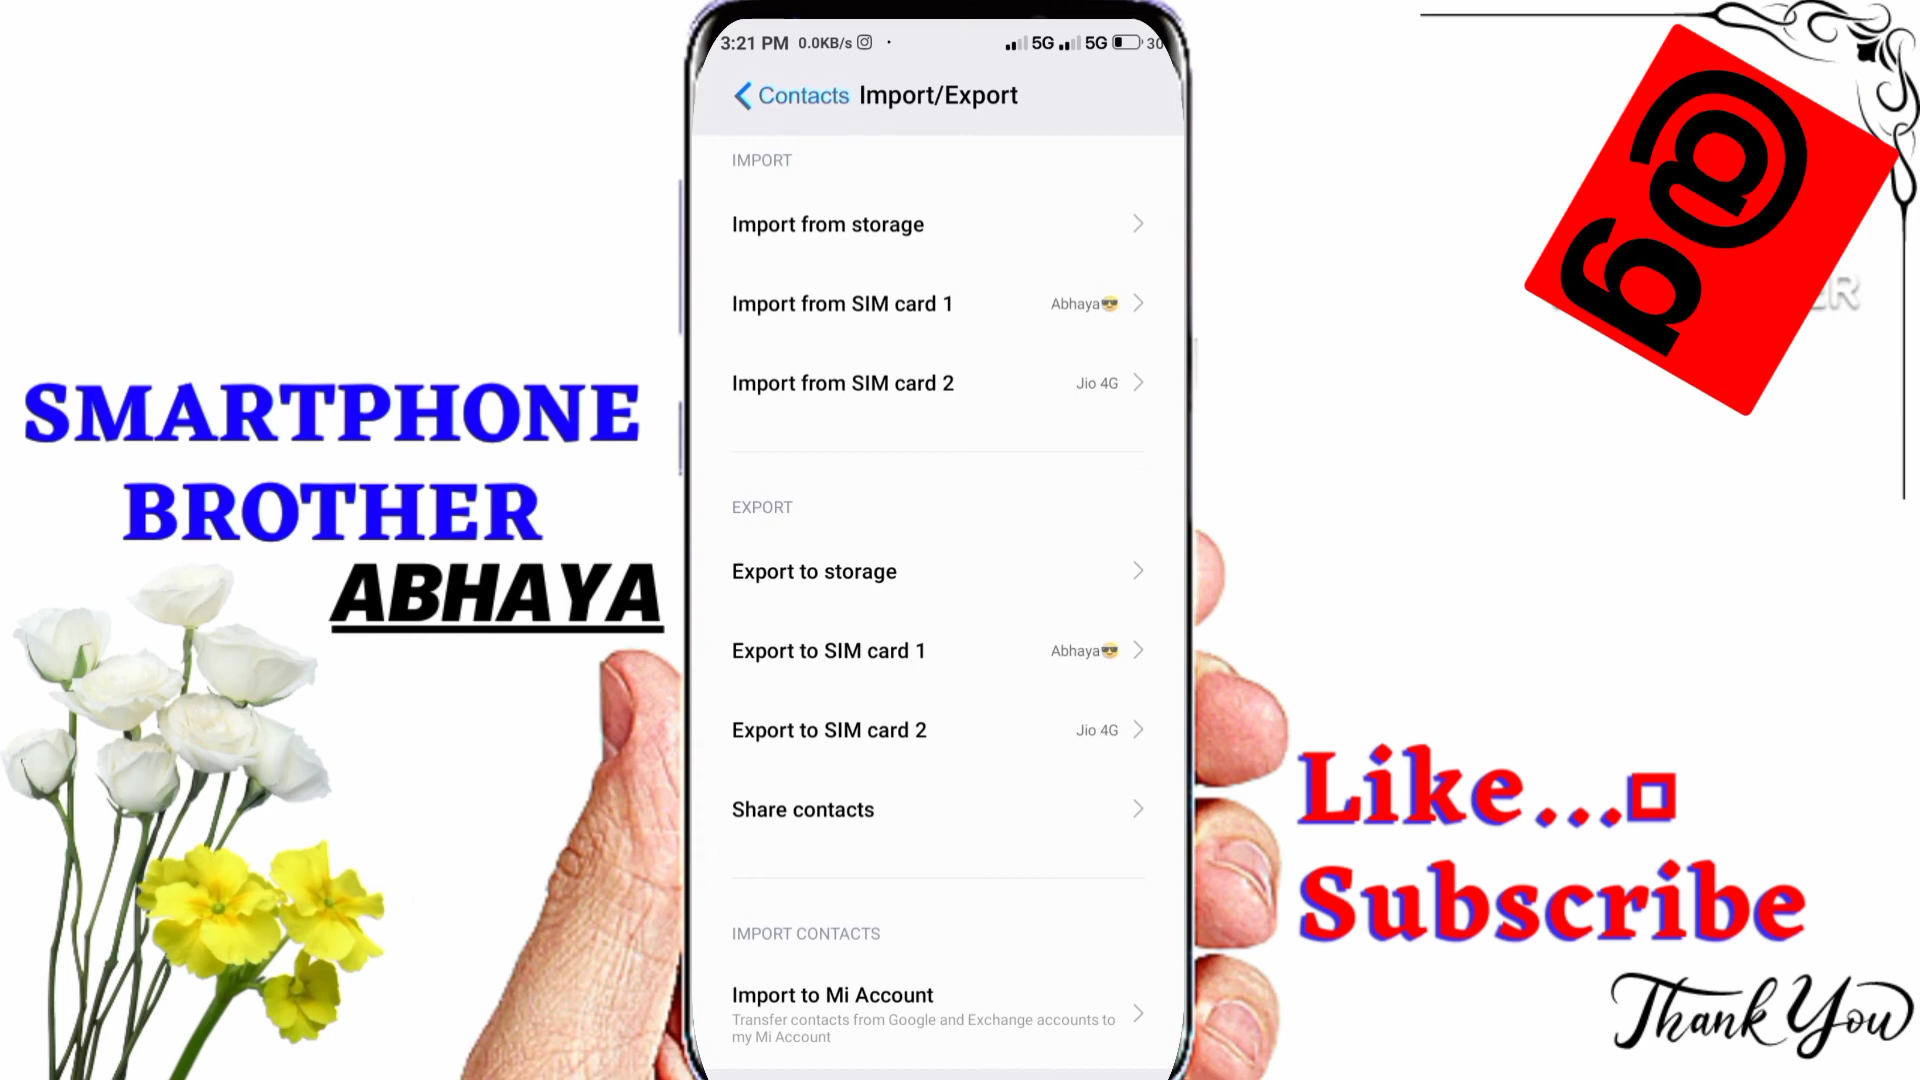 3:21 PM 0.0KB/s 5G 5G 30
Contacts Import/Export
IMPORT
Import from storage
Import from SIM card 1 Abhaya😎
Import from SIM card 2 Jio 4G
EXPORT
Export to storage
Export to SIM card 1 Abhaya😎
Export to SIM card 2 Jio 4G
Share contacts
IMPORT CONTACTS
Import to Mi Account
Transfer contacts from Google and Exchange accounts to
my Mi Account
SMARTPHONE
BROTHER
ABHAYA
Like...
Subscribe
Thank You